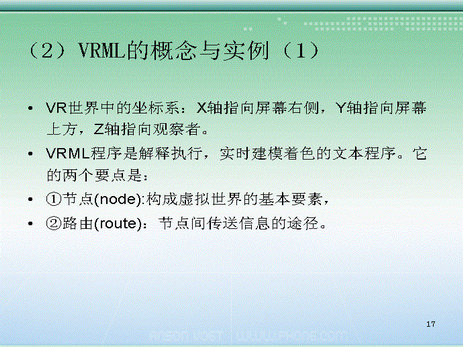 （2）VRML的概念与实例（1）
• VR世界中的坐标系：X轴指向屏幕右侧，Y轴指向屏幕
上方，Z轴指向观察者。
• VRML程序是解释执行，实时建模着色的文本程序。它
的两个要点是：
• ①节点(node):构成虚拟世界的基本要素，
• ②路由(route)：节点间传送信息的途径。
17